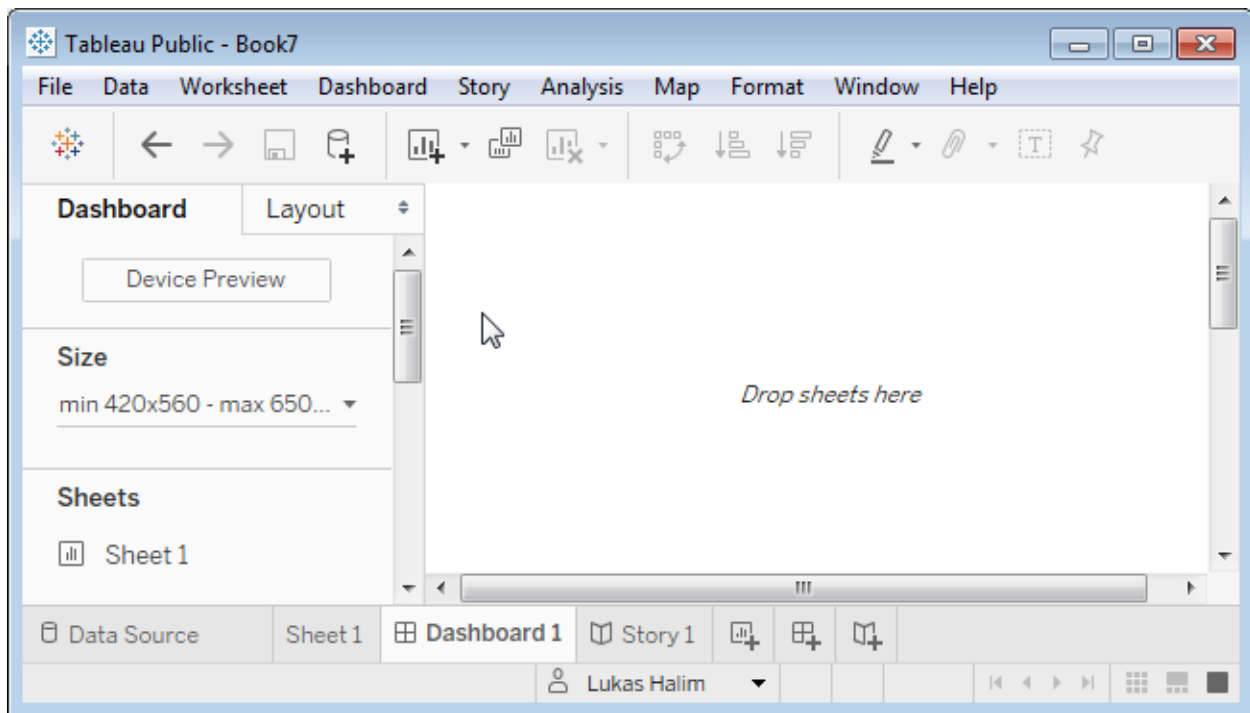 Tableau Public - Book7
File Data Worksheet Dashboard Story Analysis Map Format Window Help
Dashboard Layout
Device Preview
Size
min 420x560 - max 650...
Drop sheets here
Sheets
Sheet 1
Data Source Sheet 1 Dashboard 1 Story 1
Lukas Halim